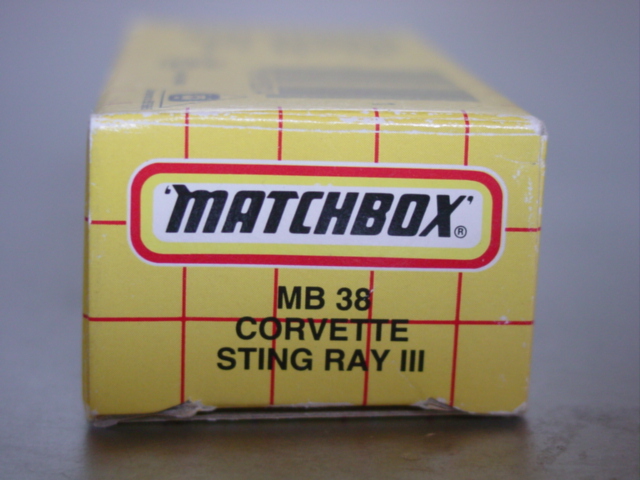 'MATCHBOX'®
MB 38
CORVETTE
STING RAY III